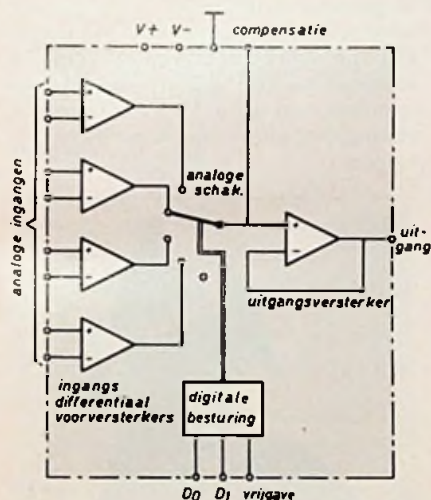 V+ V- compensatie
analoge ingangen
analoge
schak.
+
-
+
-
+
-
+
-
+
-
uit-
gang
uitgangsversterker
ingangs
differentiaal
voorversterkers
digitale
besturing
D0 D1 vrijgave